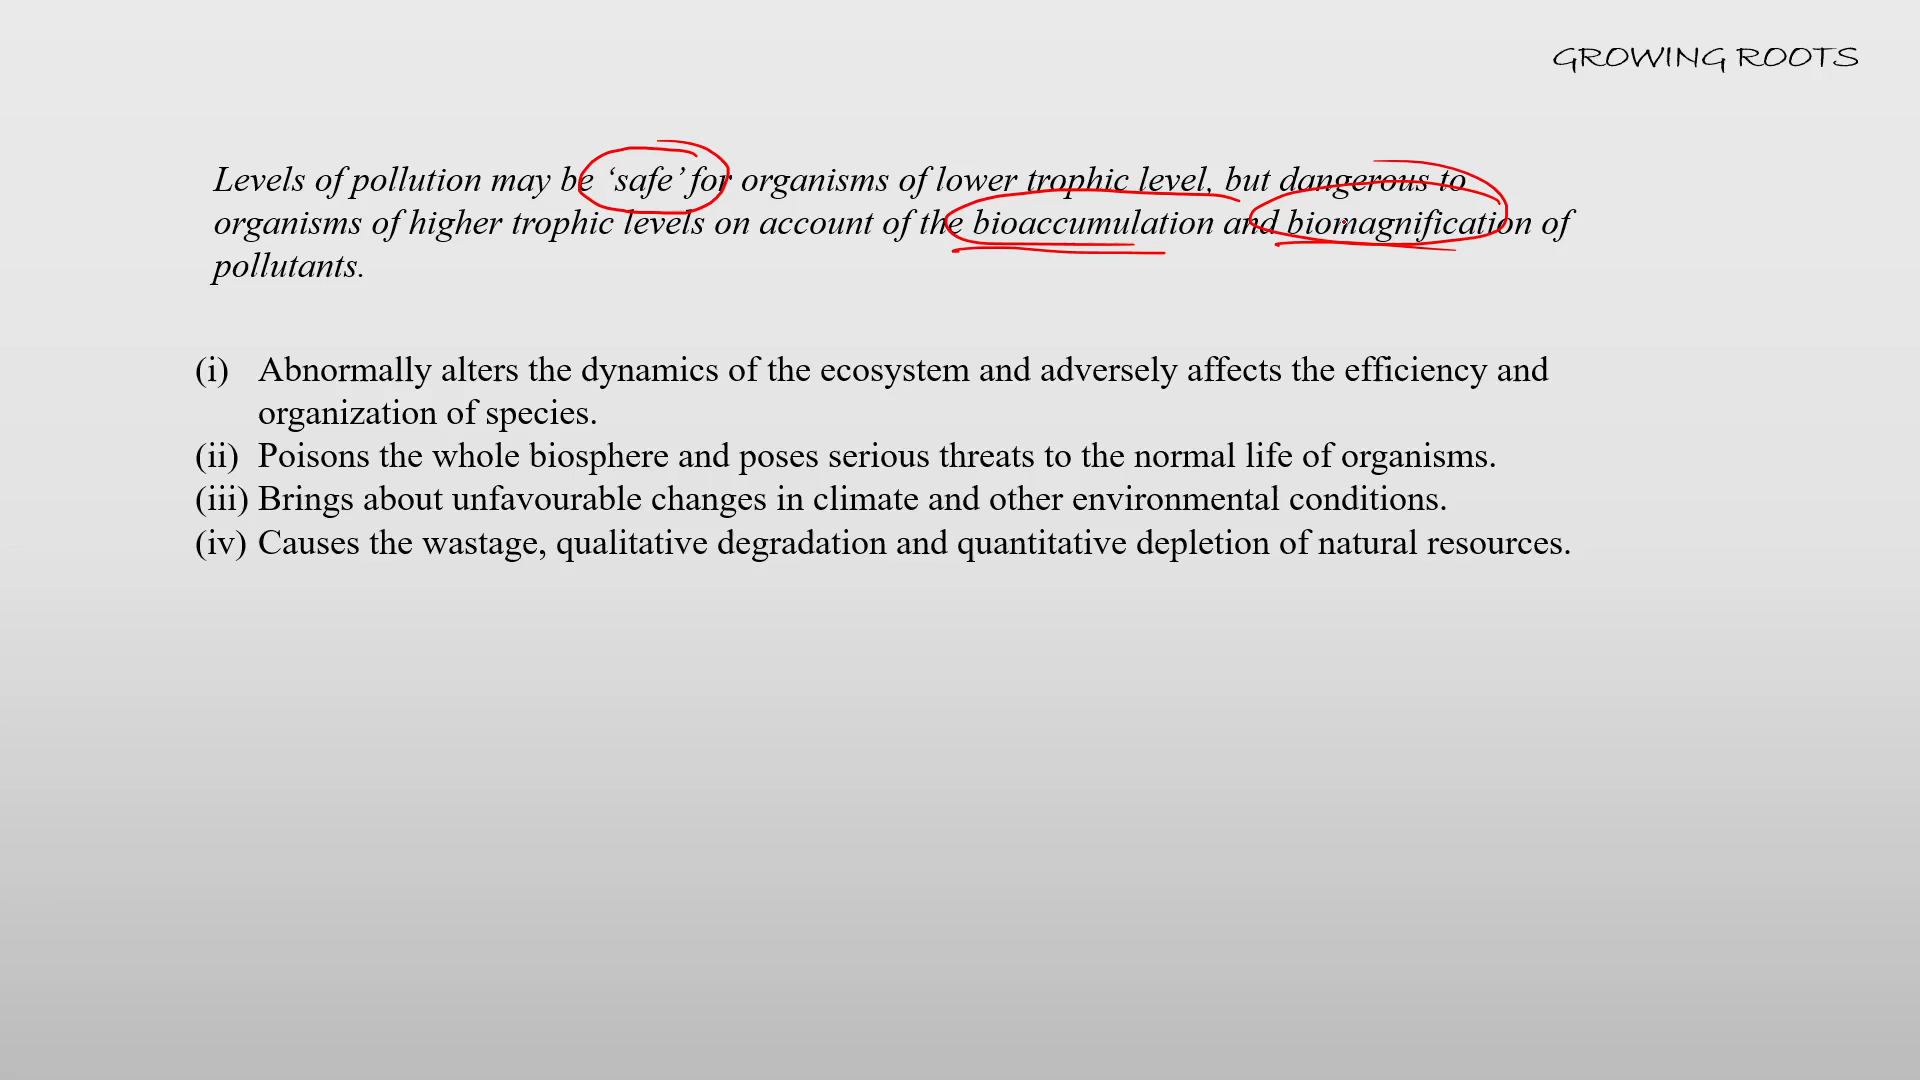 GROWING ROOTS
Levels of pollution may be ‘safe’ for organisms of lower trophic level, but dangerous to
organisms of higher trophic levels on account of the bioaccumulation and biomagnification of
pollutants.
(i) Abnormally alters the dynamics of the ecosystem and adversely affects the efficiency and
organization of species.
(ii) Poisons the whole biosphere and poses serious threats to the normal life of organisms.
(iii) Brings about unfavourable changes in climate and other environmental conditions.
(iv) Causes the wastage, qualitative degradation and quantitative depletion of natural resources.